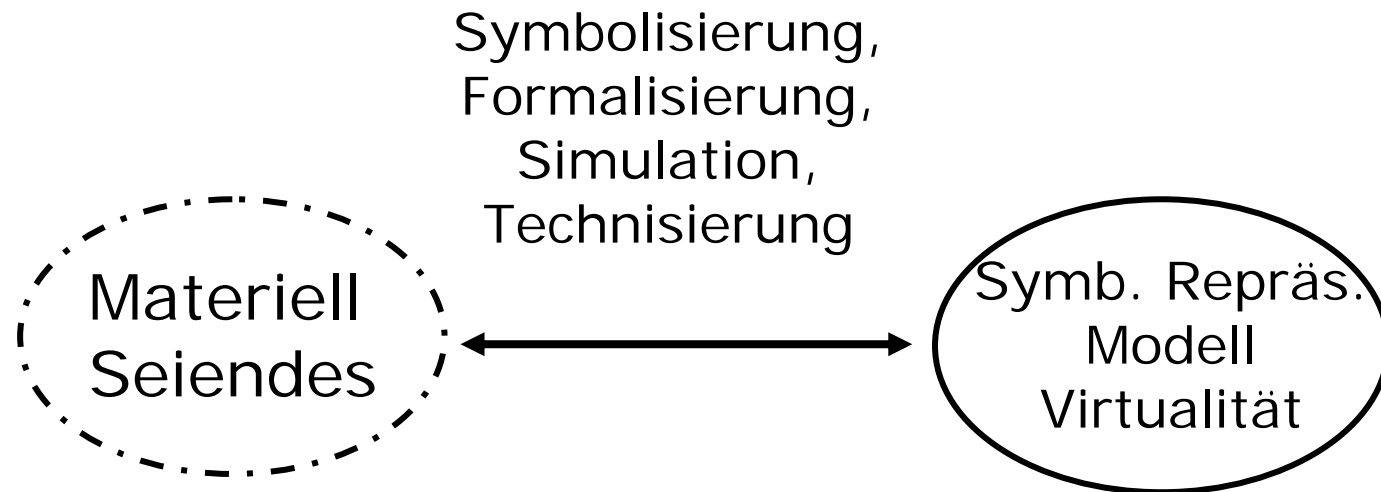 Symbolisierung,
Formalisierung,
Simulation,
Technisierung
Materiell
Seiendes
Symb. Repräs.
Modell
Virtualität